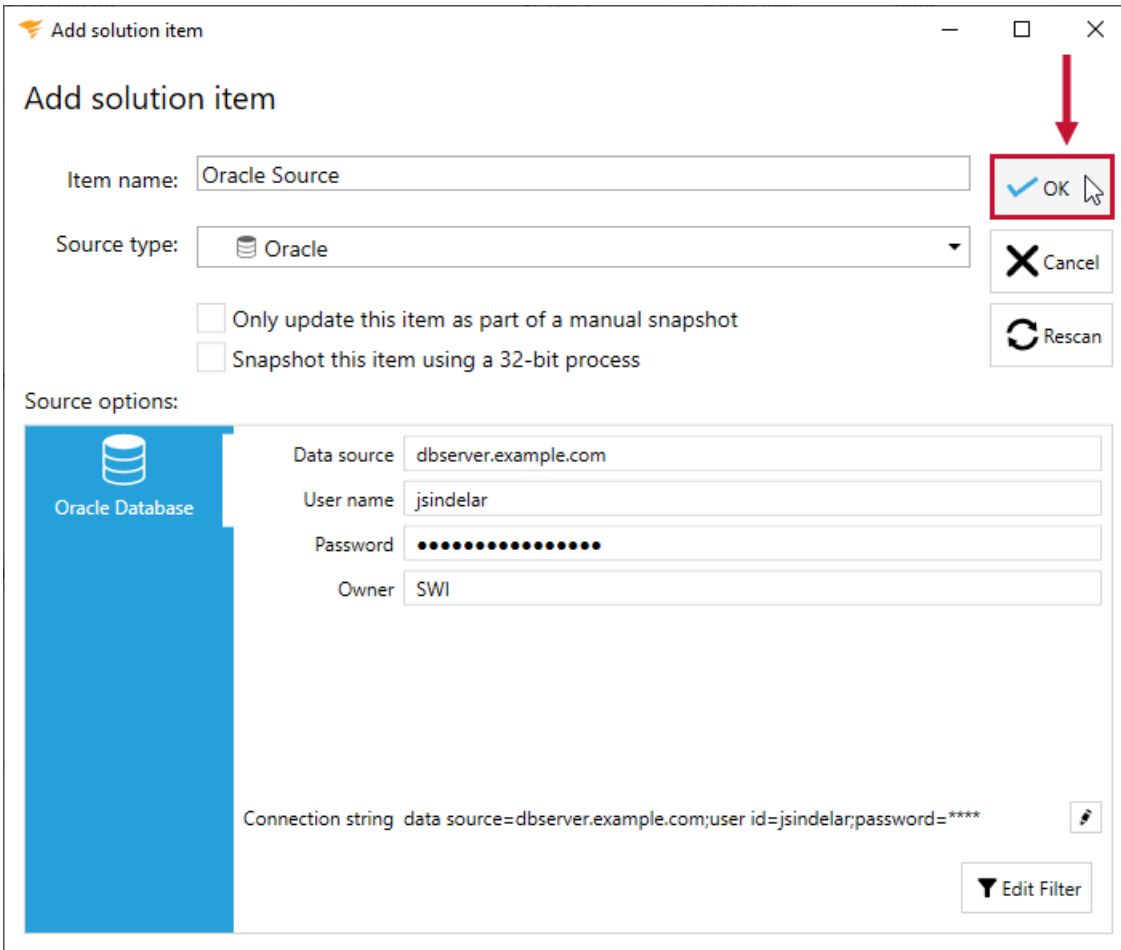 Add solution item
Add solution item
Item name: Oracle Source
OK
Source type: Oracle
Cancel
Only update this item as part of a manual snapshot
Rescan
Snapshot this item using a 32-bit process
Source options:
Oracle Database
Data source dbserver.example.com
User name jsindelar
Password ●●●●●●●●●●●●●●●●
Owner SWI
Connection string data source=dbserver.example.com;user id=jsindelar;password=****
Edit Filter